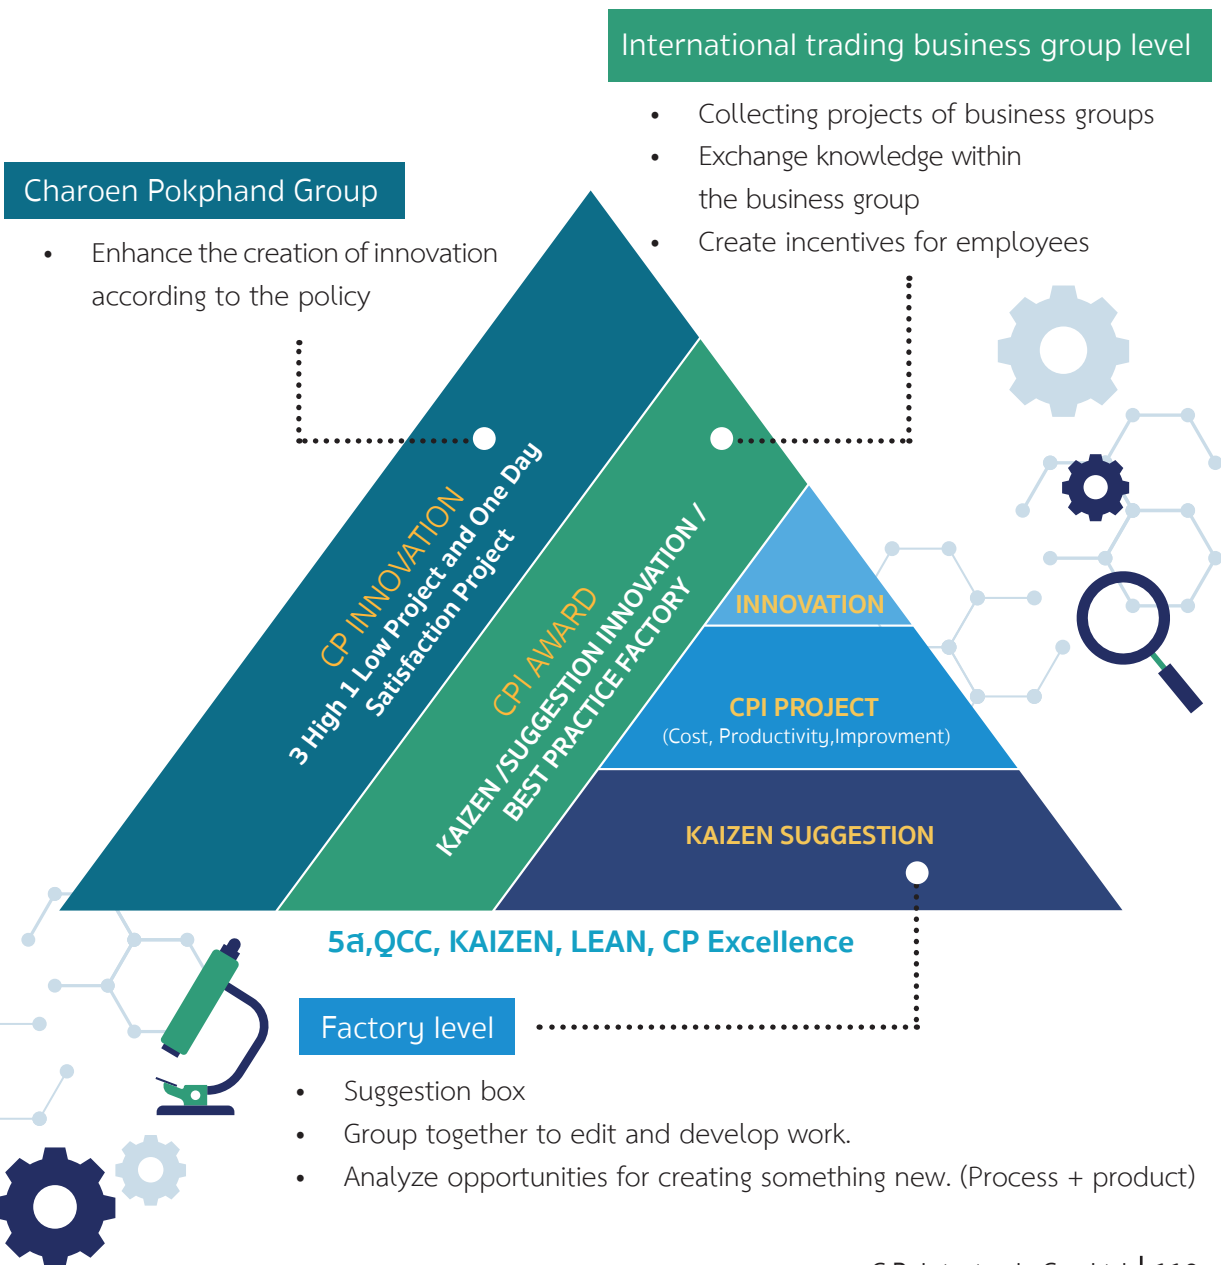 International trading business group level
• Collecting projects of business groups
• Exchange knowledge within
the business group
• Create incentives for employees
Charoen Pokphand Group
• Enhance the creation of innovation
according to the policy
CP INNOVATION
3 High 1 Low Project and One Day
Satisfaction Project
CPI AWARD
KAIZEN /SUGGESTION INNOVATION /
BEST PRACTICE FACTORY
INNOVATION
CPI PROJECT
(Cost, Productivity,Improvment)
KAIZEN SUGGESTION
5ส,QCC, KAIZEN, LEAN, CP Excellence
Factory level
• Suggestion box
• Group together to edit and develop work.
• Analyze opportunities for creating something new. (Process + product)